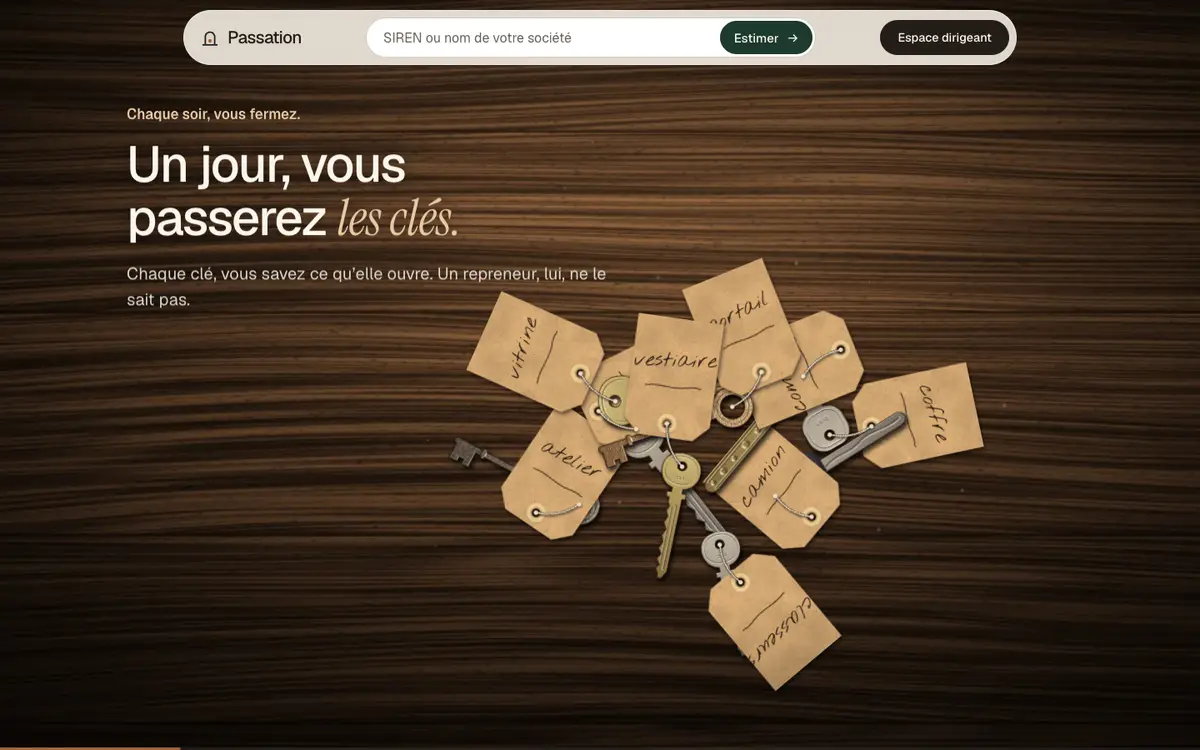 Passation
SIREN ou nom de votre société
Estimer →
Espace dirigeant
Chaque soir, vous fermez.
Un jour, vous
passerez les clés.
Chaque clé, vous savez ce qu’elle ouvre. Un repreneur, lui, ne le
sait pas.
vitrine
vestiaire
coffre
atelier
camion